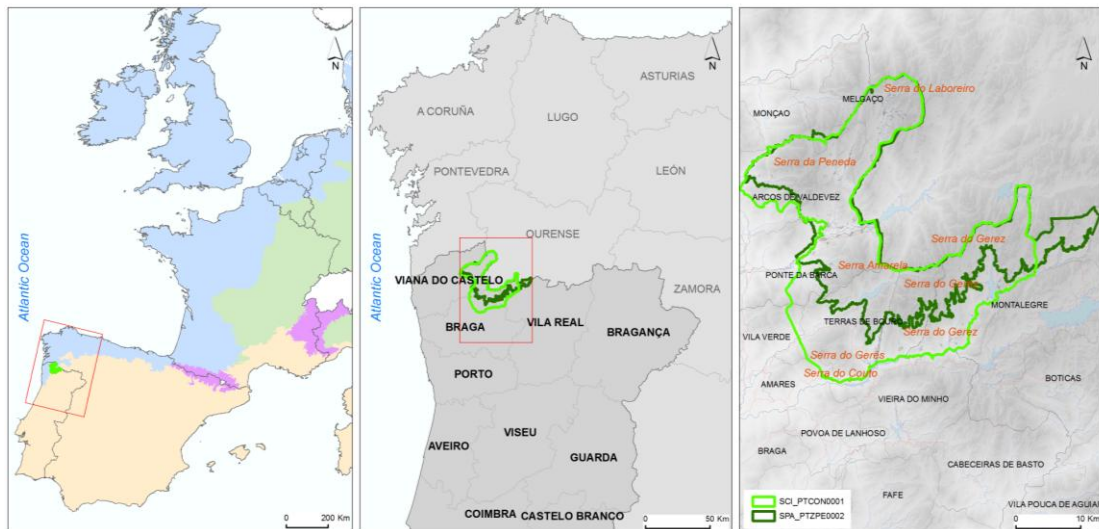 N
Atlantic Ocean
0 200 Km
N
ASTURIAS
A CORUÑA
LUGO
PONTEVEDRA
LEÓN
OURENSE
Atlantic Ocean
VIANA DO CASTELO
ZAMORA
BRAGA
VILA REAL
BRAGANÇA
PORTO
VISEU
AVEIRO
GUARDA
COIMBRA
CASTELO BRANCO
0 50 Km
N
Serra do Laboreiro
MELGAÇO
MONÇAO
Serra da Peneda
ARCOS DE VALDEVEZ
Serra do Gerez
Serra Amarela
PONTE DA BARCA
Serra do Gerez
MONTALEGRE
TERRAS DE BOURO
Serra do Gerez
VILA VERDE
Serra do Gerês
Serra do Couto
BOTICAS
AMARES
VIEIRA DO MINHO
POVOA DE LANHOSO
BRAGA
CABECEIRAS DE BASTO
FAFE
SCI_PTCON0001
SPA_PTZPE0002
VILA POUCA DE AGUIAR
0 10 Km